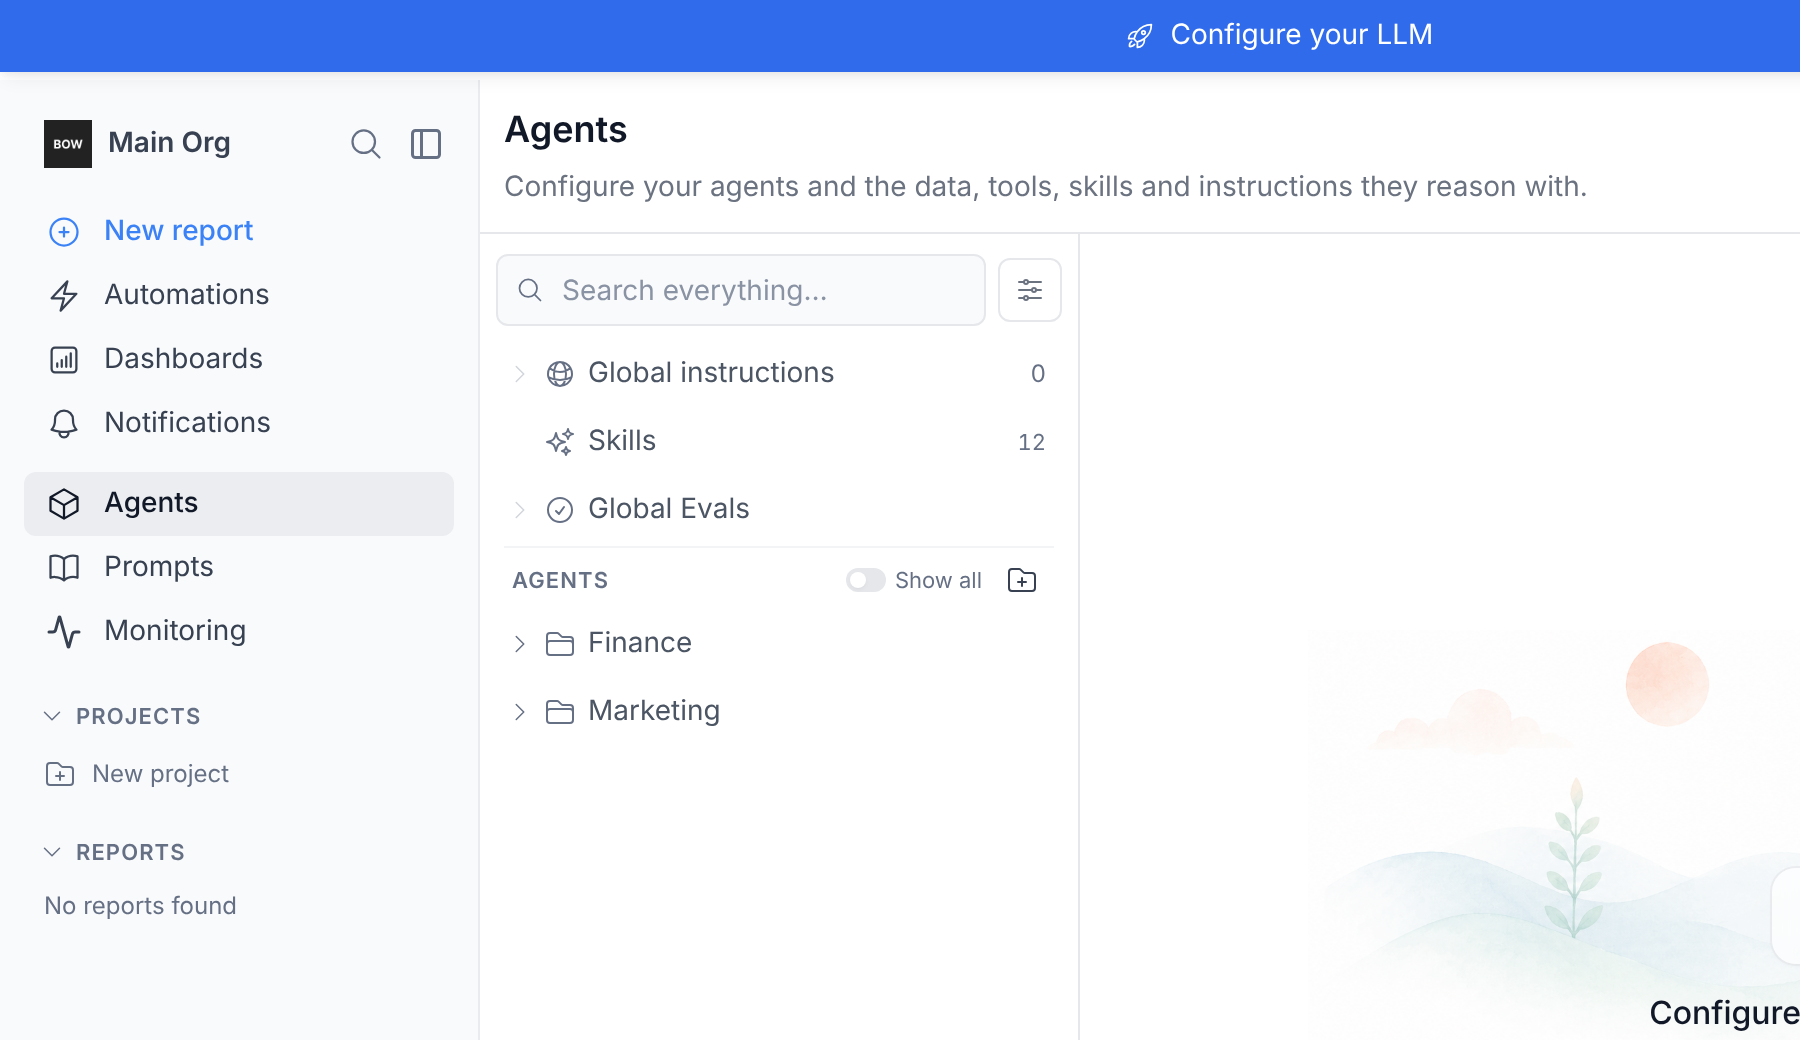 Configure your LLM
BOW
Main Org
New report
Automations
Dashboards
Notifications
Agents
Prompts
Monitoring
PROJECTS
New project
REPORTS
No reports found
Agents
Configure your agents and the data, tools, skills and instructions they reason with.
Search everything...
Global instructions 0
Skills 12
Global Evals
AGENTS Show all
Finance
Marketing
Configure